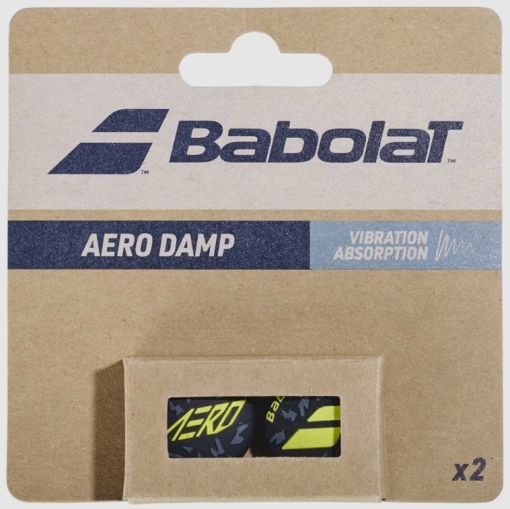 BaboLaT
AERO DAMP
VIBRATION
ABSORPTION
AERO
x2